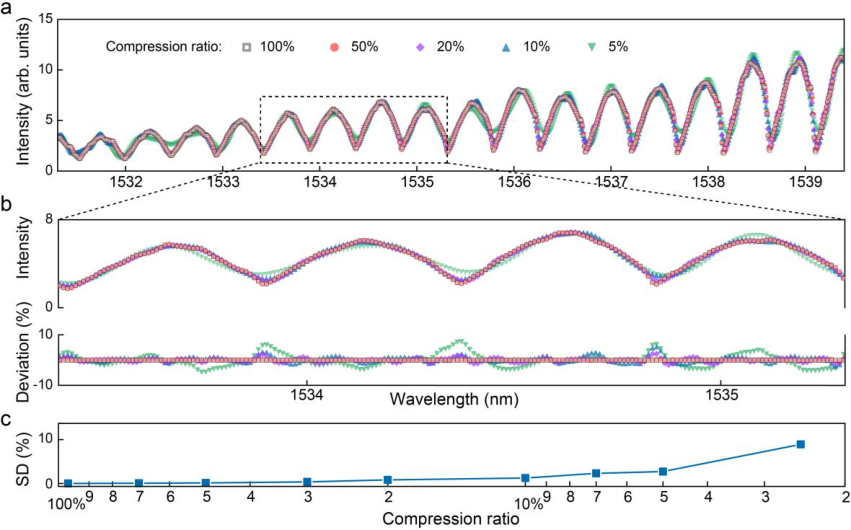 a
Intensity (arb. units)
15
10
5
0
Compression ratio: 100% 50% 20% 10% 5%
1532 1533 1534 1535 1536 1537 1538 1539
b
Intensity
8
0
Deviation (%)
10
-10
1534 Wavelength (nm) 1535
c
SD (%)
10
0
100% 9 8 7 6 5 4 3 2 10% 9 8 7 6 5 4 3 2
Compression ratio